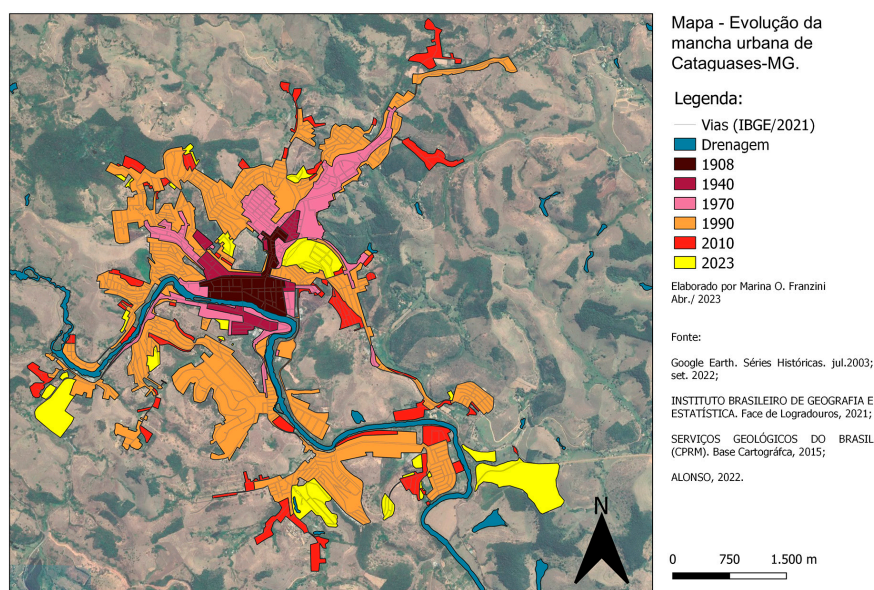 Mapa - Evolução da
mancha urbana de
Cataguases-MG.
Legenda:
Vias (IBGE/2021)
Drenagem
1908
1940
1970
1990
2010
2023
Elaborado por Marina O. Franzini
Abr./ 2023
Fonte:
Google Earth. Séries Históricas. jul.2003;
set. 2022;
INSTITUTO BRASILEIRO DE GEOGRAFIA E
ESTATÍSTICA. Face de Logradouros, 2021;
SERVIÇOS GEOLÓGICOS DO BRASIL
(CPRM). Base Cartográfca, 2015;
ALONSO, 2022.
N
0 750 1.500 m